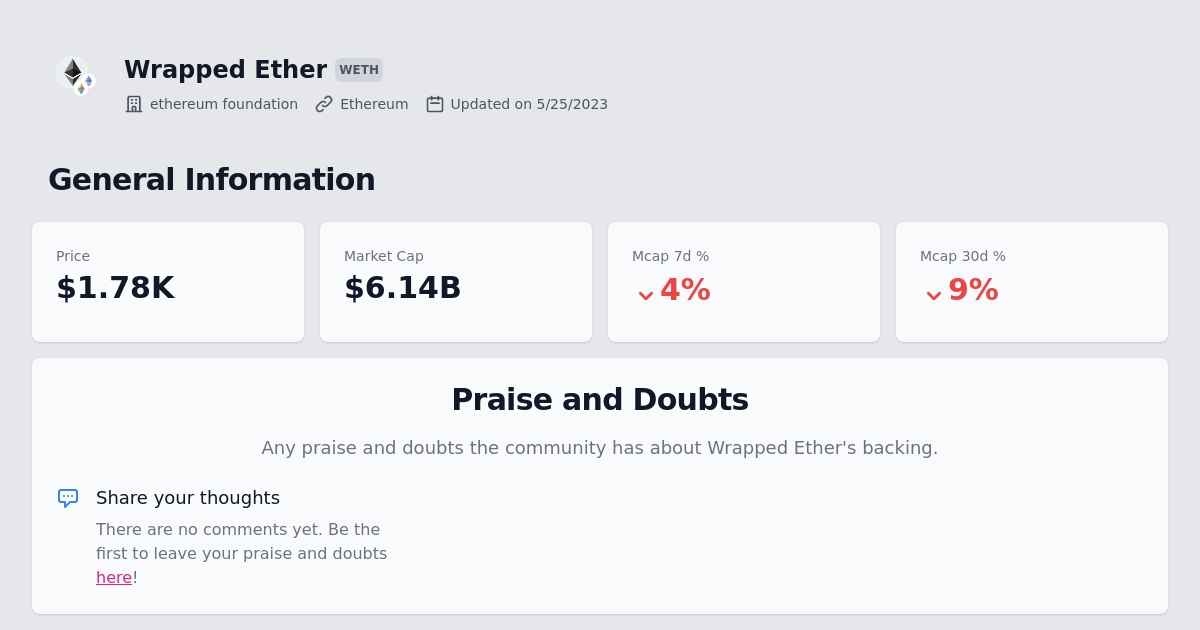 Wrapped Ether WETH
ethereum foundation Ethereum Updated on 5/25/2023
General Information
Price
$1.78K
Market Cap
$6.14B
Mcap 7d %
4%
Mcap 30d %
9%
Praise and Doubts
Any praise and doubts the community has about Wrapped Ether's backing.
Share your thoughts
There are no comments yet. Be the
first to leave your praise and doubts
here!